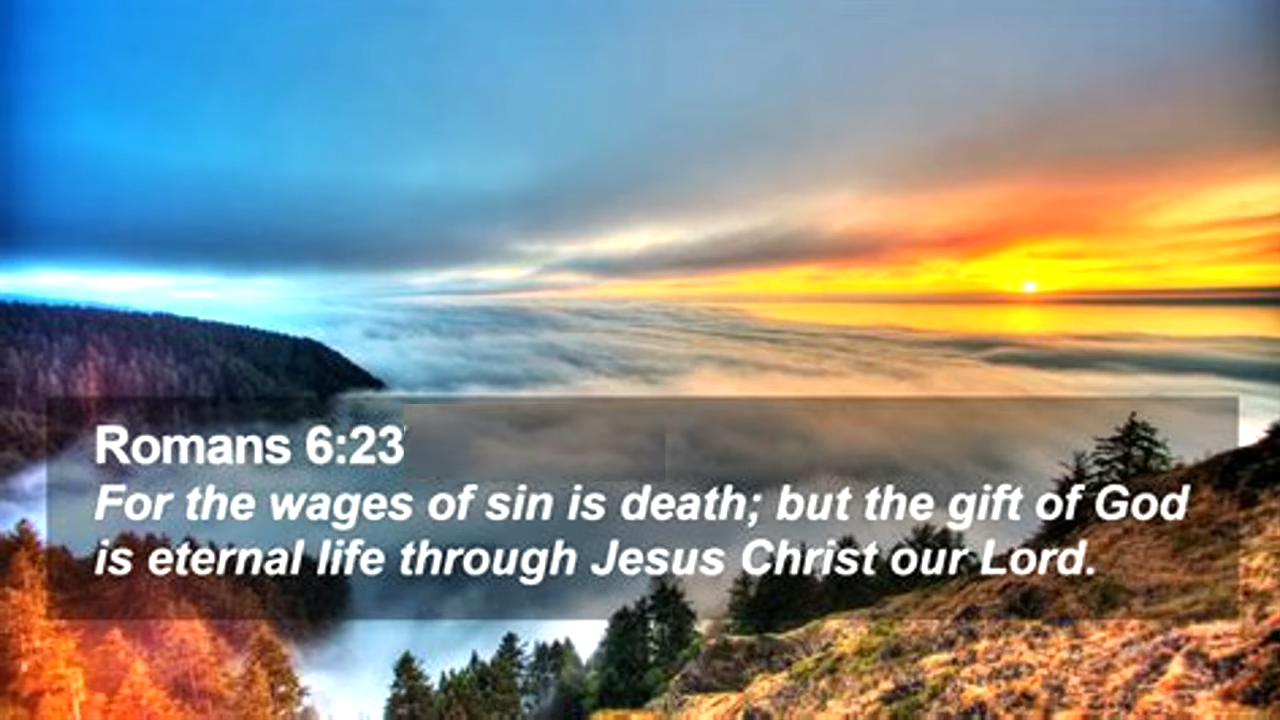 Romans 6:23
For the wages of sin is death; but the gift of God
is eternal life through Jesus Christ our Lord.